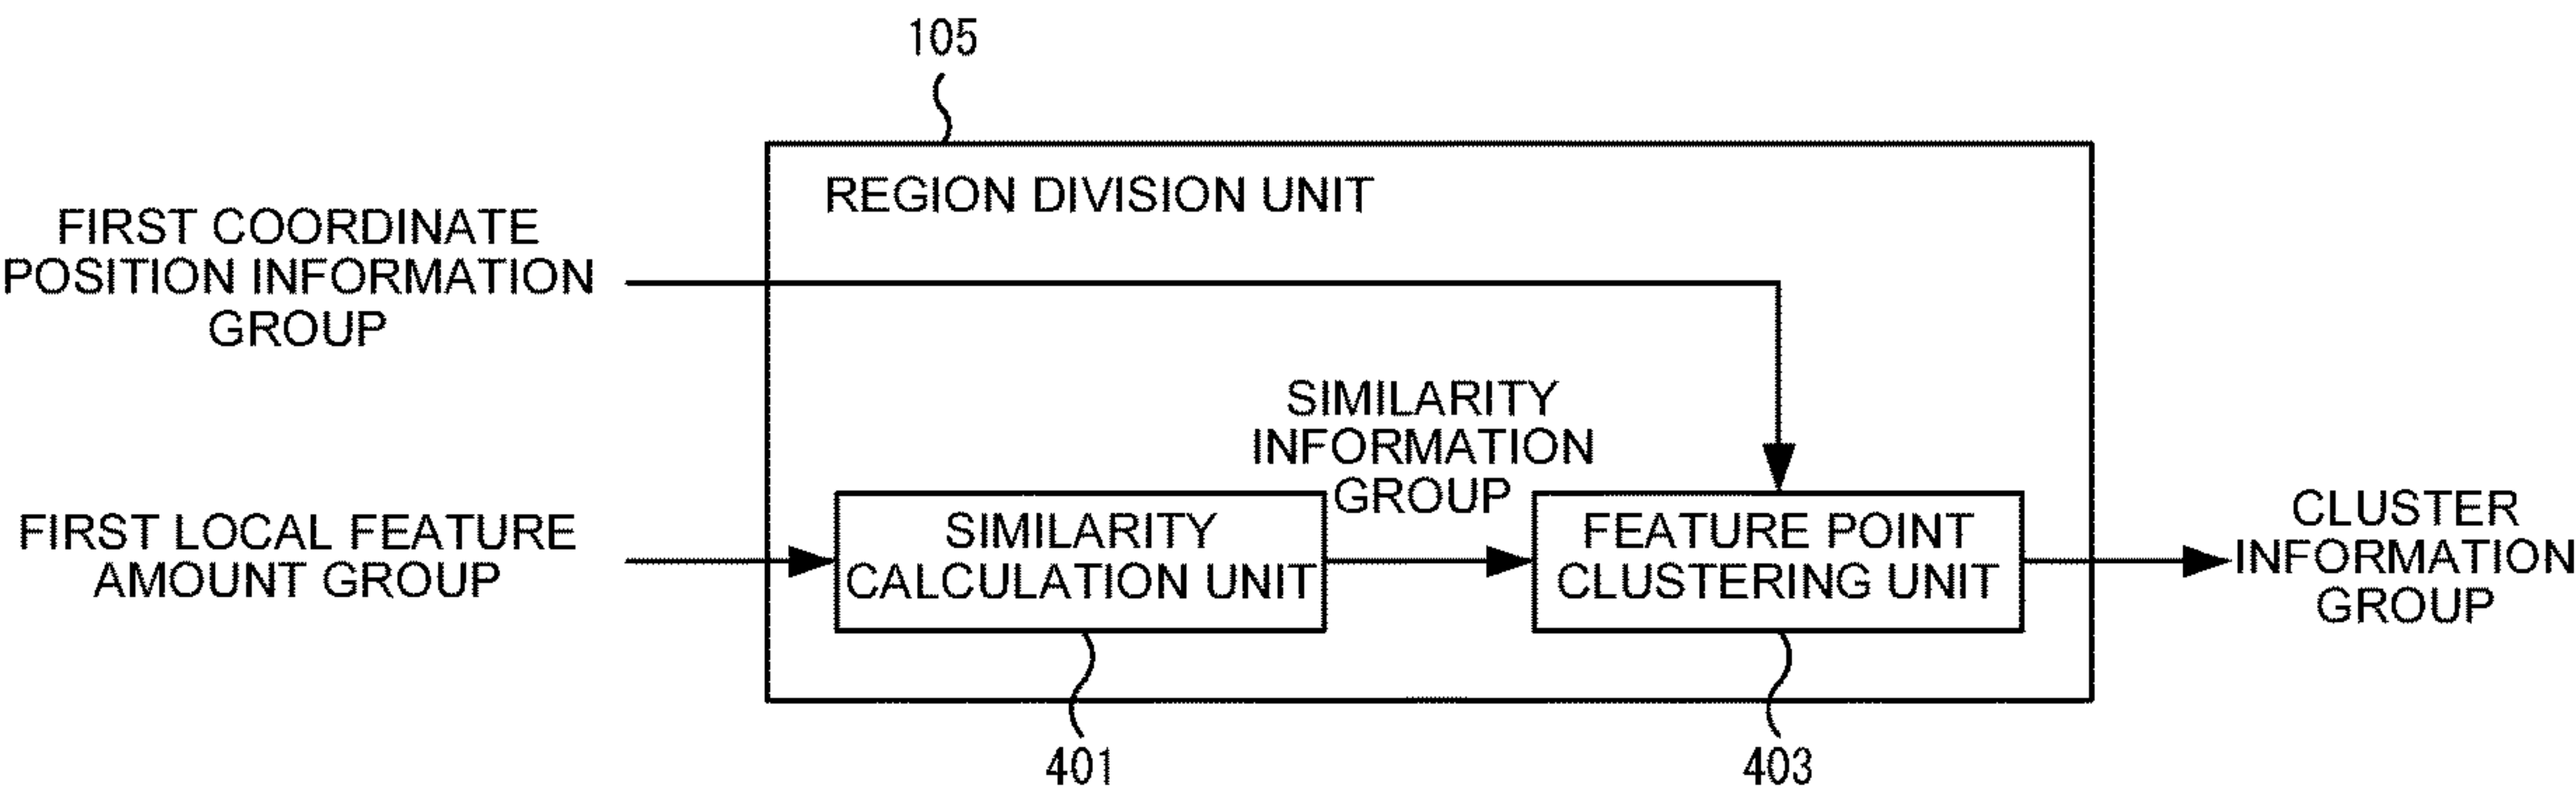 105
REGION DIVISION UNIT
FIRST COORDINATE
POSITION INFORMATION
GROUP
SIMILARITY
INFORMATION
GROUP
FIRST LOCAL FEATURE
AMOUNT GROUP
SIMILARITY
CALCULATION UNIT
FEATURE POINT
CLUSTERING UNIT
CLUSTER
INFORMATION
GROUP
401
403